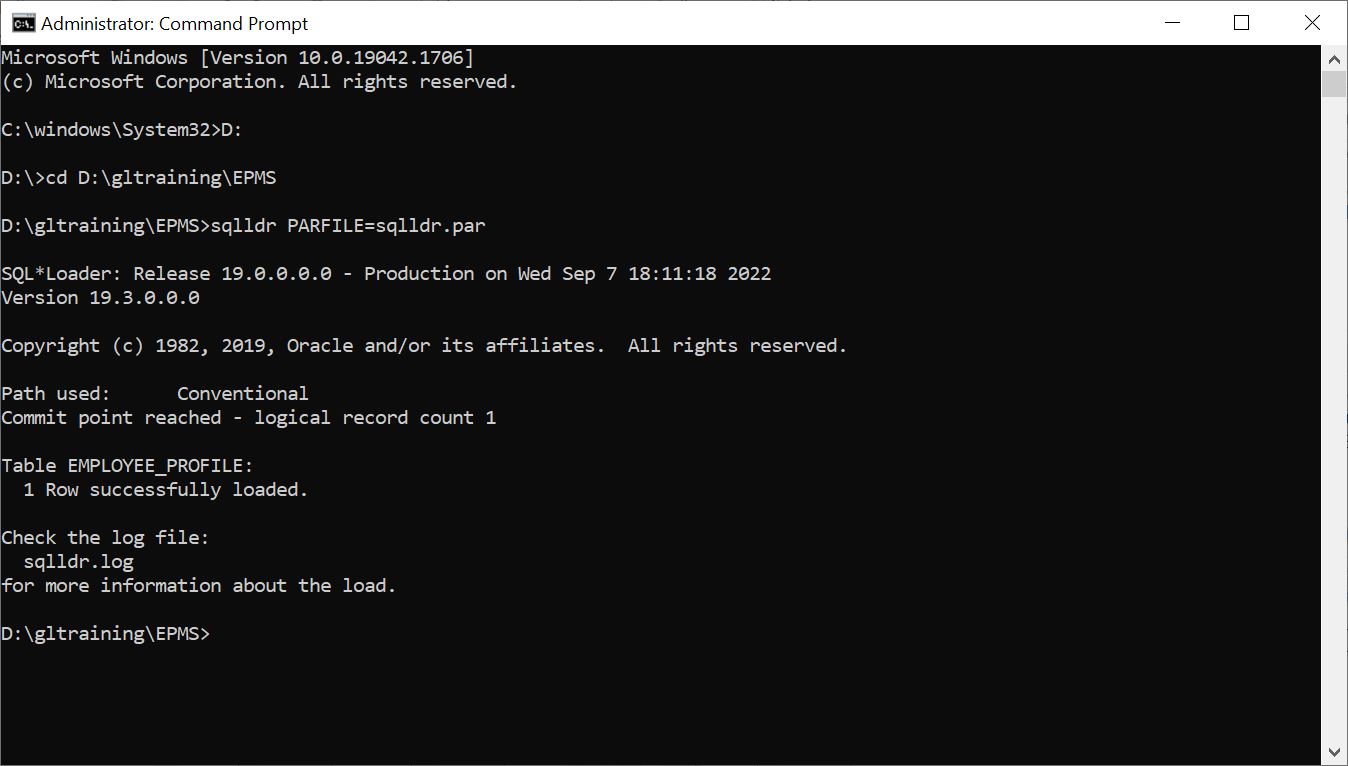 Administrator: Command Prompt
Microsoft Windows [Version 10.0.19042.1706]
(c) Microsoft Corporation. All rights reserved.
C:\windows\System32>D:
D:\>cd D:\gltraining\EPMS
D:\gltraining\EPMS>sqlldr PARFILE=sqlldr.par
SQL*Loader: Release 19.0.0.0.0 - Production on Wed Sep 7 18:11:18 2022
Version 19.3.0.0.0
Copyright (c) 1982, 2019, Oracle and/or its affiliates.  All rights reserved.
Path used:      Conventional
Commit point reached - logical record count 1
Table EMPLOYEE_PROFILE:
  1 Row successfully loaded.
Check the log file:
  sqlldr.log
for more information about the load.
D:\gltraining\EPMS>